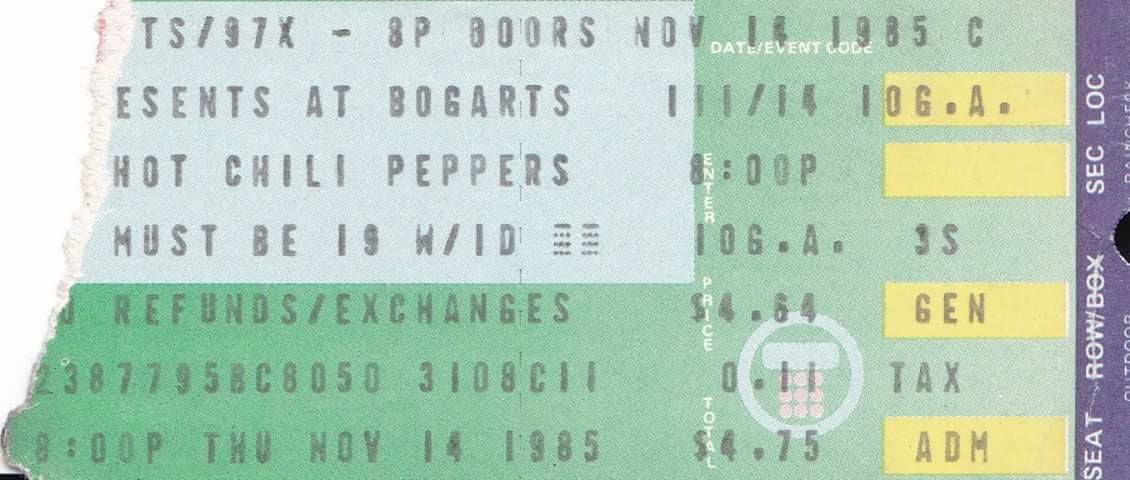 TS/97X - 8P DOORS NOV 14 1985 C
DATE/EVENT CODE
ESENTS AT BOGARTS 111/14 10G.A.
HOT CHILI PEPPERS 8:00P
ENTER
MUST BE 19 W/ID 10G.A. 3S
REFUNDS/EXCHANGES $4.64 GEN
PRICE
2387795BC8050 3108C11 0.11 TAX
TOTAL
8:00P THU NOV 14 1985 $4.75 ADM
SEAT ROW/BOX SEC LOC
OUTDOOR